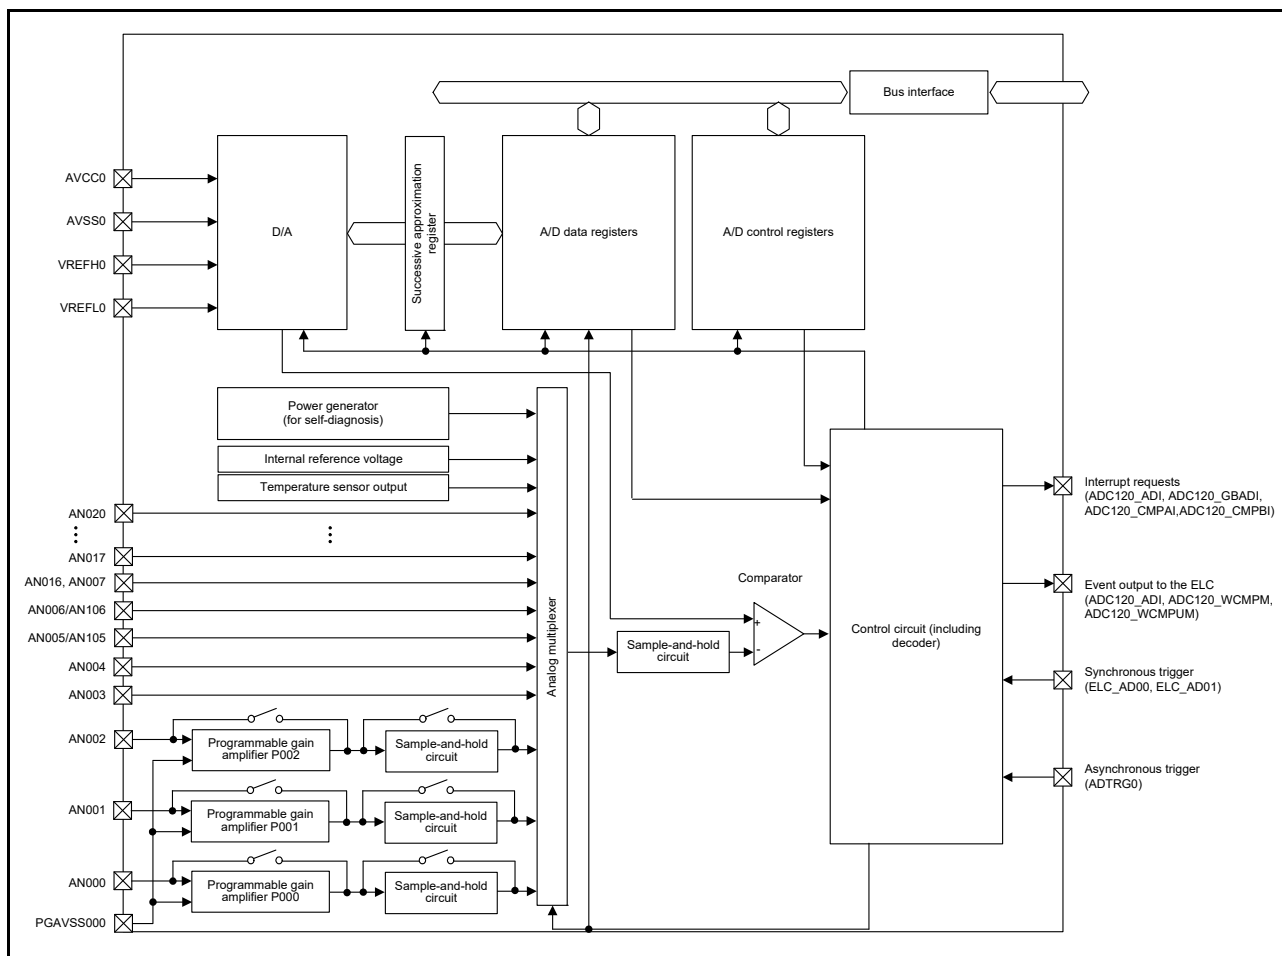 Bus interface
AVCC0
AVSS0
VREFH0
VREFL0
D/A
Successive approximation
register
A/D data registers
A/D control registers
Power generator
(for self-diagnosis)
Internal reference voltage
Temperature sensor output
AN020
AN017
AN016, AN007
AN006/AN106
AN005/AN105
AN004
AN003
AN002
AN001
AN000
PGAVSS000
Programmable gain
amplifier P002
Sample-and-hold
circuit
Programmable gain
amplifier P001
Sample-and-hold
circuit
Programmable gain
amplifier P000
Sample-and-hold
circuit
Analog multiplexer
Sample-and-hold
circuit
Comparator
+
-
Control circuit (including
decoder)
Interrupt requests
(ADC120_ADI, ADC120_GBADI,
ADC120_CMPAI,ADC120_CMPBI)
Event output to the ELC
(ADC120_ADI, ADC120_WCMPM,
ADC120_WCMPUM)
Synchronous trigger
(ELC_AD00, ELC_AD01)
Asynchronous trigger
(ADTRG0)